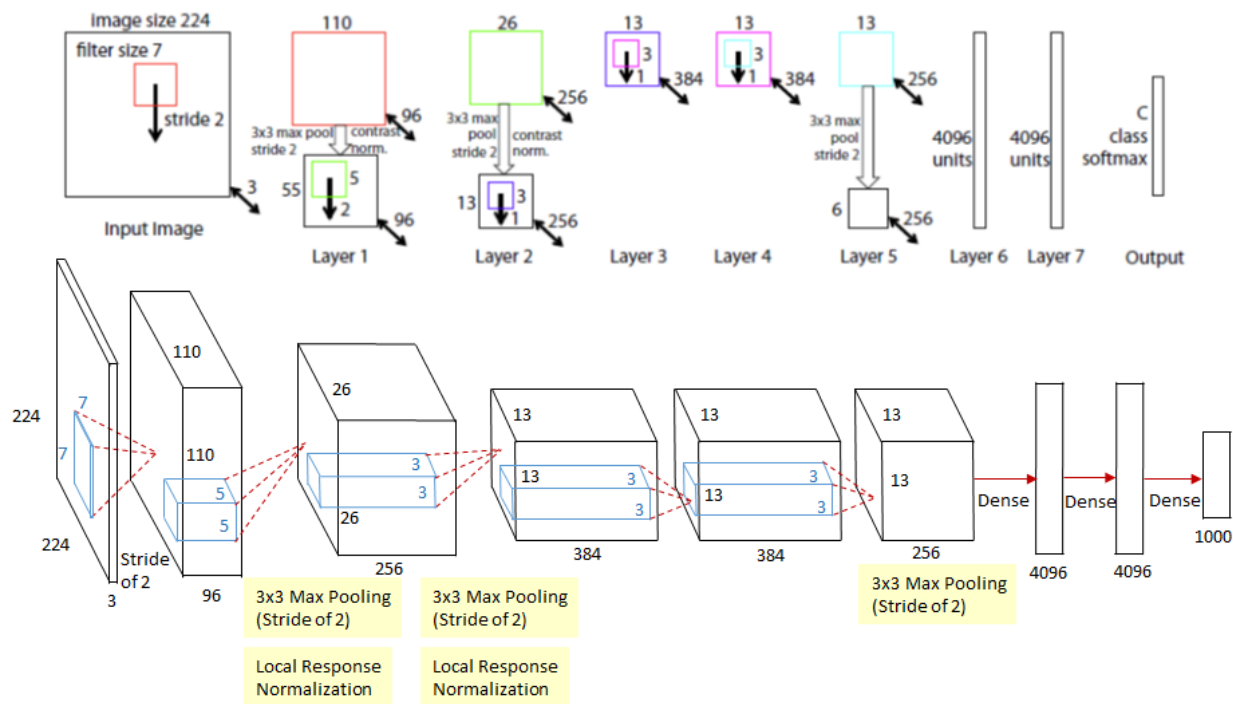 image size 224
filter size 7
stride 2
3
Input Image
110
96
3x3 max pool
stride 2
contrast
norm.
55
5
2
96
Layer 1
26
256
3x3 max
pool
stride 2
contrast
norm.
13
3
1
256
Layer 2
13
3
1
384
Layer 3
13
3
1
384
Layer 4
13
256
3x3 max
pool
stride 2
6
256
Layer 5
4096
units
Layer 6
4096
units
Layer 7
C
class
softmax
Output
224
7
7
224
3
Stride
of 2
110
110
5
5
96
3x3 Max Pooling
(Stride of 2)
Local Response
Normalization
26
3
3
26
256
3x3 Max Pooling
(Stride of 2)
Local Response
Normalization
13
13
3
3
384
13
13
3
3
384
13
13
256
3x3 Max Pooling
(Stride of 2)
Dense
4096
Dense
4096
Dense
1000